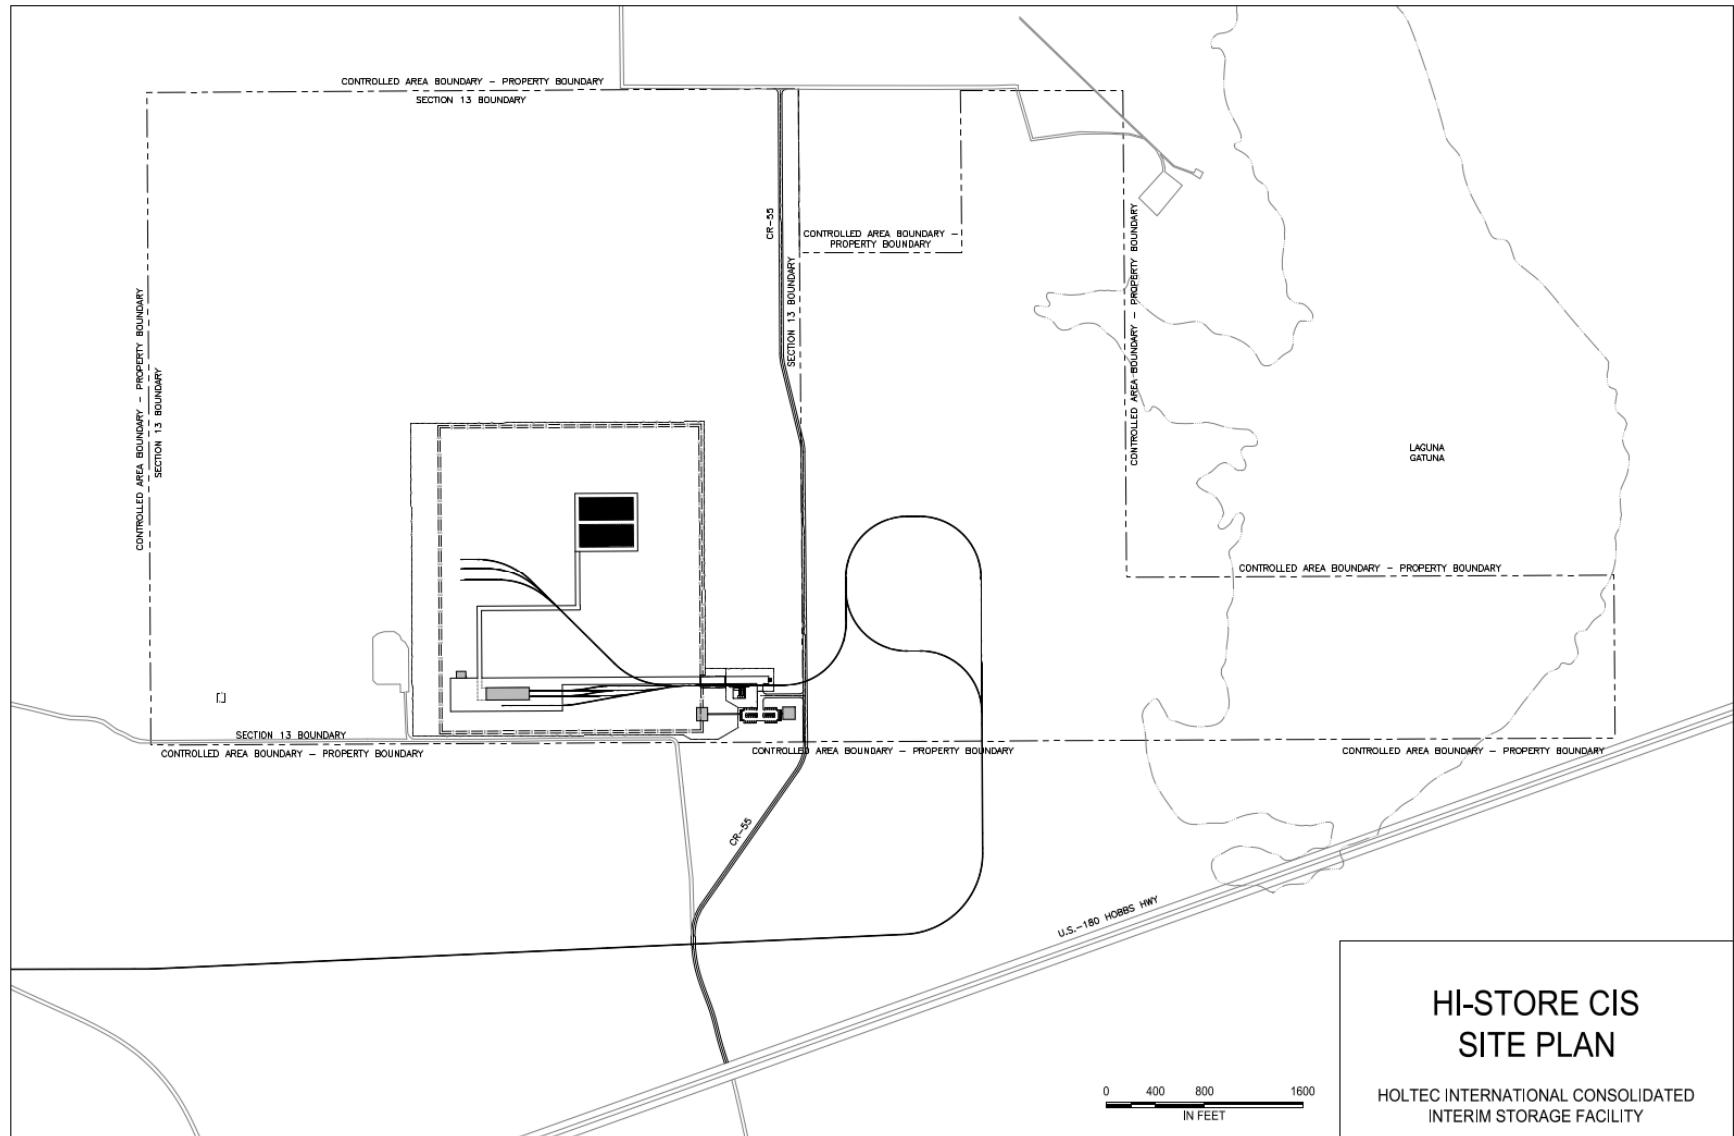 CONTROLLED AREA BOUNDARY - PROPERTY BOUNDARY
SECTION 13 BOUNDARY
CR-55
CONTROLLED AREA BOUNDARY -
PROPERTY BOUNDARY
SECTION 13 BOUNDARY
CONTROLLED AREA BOUNDARY - PROPERTY BOUNDARY
CONTROLLED AREA BOUNDARY - PROPERTY BOUNDARY
SECTION 13 BOUNDARY
LAGUNA
GATUNA
CONTROLLED AREA BOUNDARY - PROPERTY BOUNDARY
SECTION 13 BOUNDARY
CONTROLLED AREA BOUNDARY - PROPERTY BOUNDARY
CONTROLLED AREA BOUNDARY - PROPERTY BOUNDARY
CONTROLLED AREA BOUNDARY - PROPERTY BOUNDARY
CR-55
U.S.-180 HOBBS HWY
0 400 800 1600
IN FEET
HI-STORE CIS
SITE PLAN
HOLTEC INTERNATIONAL CONSOLIDATED
INTERIM STORAGE FACILITY